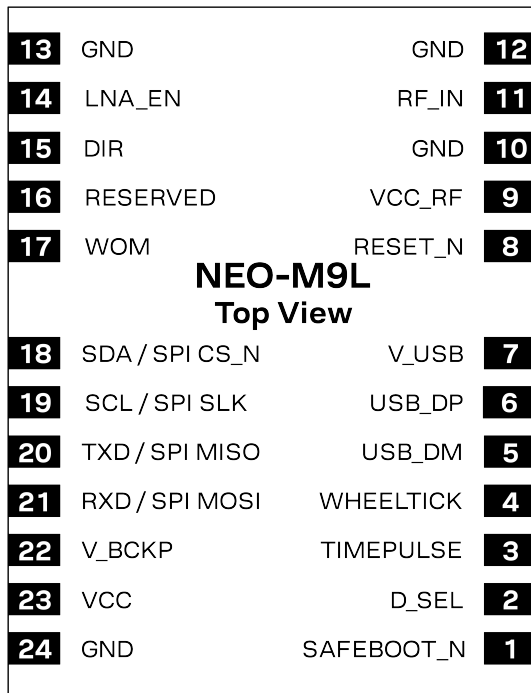 13 GND GND 12
14 LNA_EN RF_IN 11
15 DIR GND 10
16 RESERVED VCC_RF 9
17 WOM RESET_N 8
NEO-M9L
Top View
18 SDA / SPI CS_N V_USB 7
19 SCL / SPI SLK USB_DP 6
20 TXD / SPI MISO USB_DM 5
21 RXD / SPI MOSI WHEELTICK 4
22 V_BCKP TIMEPULSE 3
23 VCC D_SEL 2
24 GND SAFEBOOT_N 1